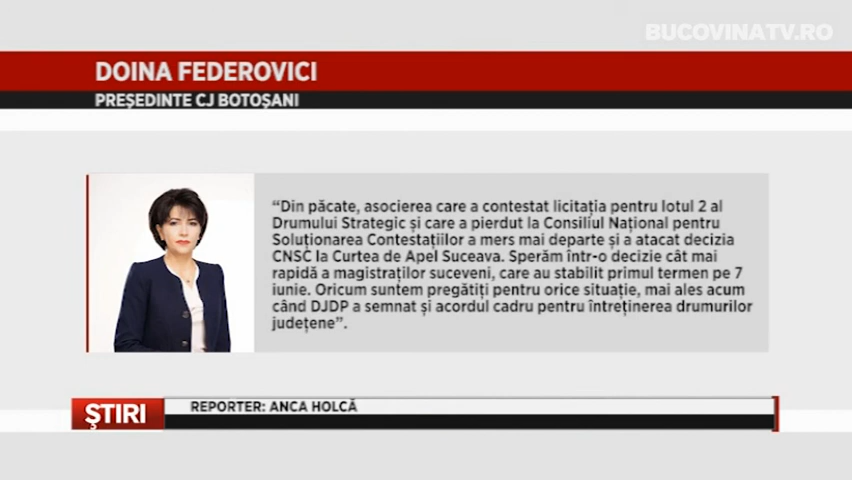 BUCOVINATV.RO
DOINA FEDEROVICI
PREȘEDINTE CJ BOTOȘANI
“Din păcate, asocierea care a contestat licitația pentru lotul 2 al
Drumului Strategic și care a pierdut la Consiliul Național pentru
Soluționarea Contestațiilor a mers mai departe și a atacat decizia
CNSC la Curtea de Apel Suceava. Sperăm într-o decizie cât mai
rapidă a magistraților suceveni, care au stabilit primul termen pe 7
iunie. Oricum suntem pregătiți pentru orice situație, mai ales acum
când DJDP a semnat și acordul cadru pentru întreținerea drumurilor
județene”.
ȘTIRI
REPORTER: ANCA HOLCĂ